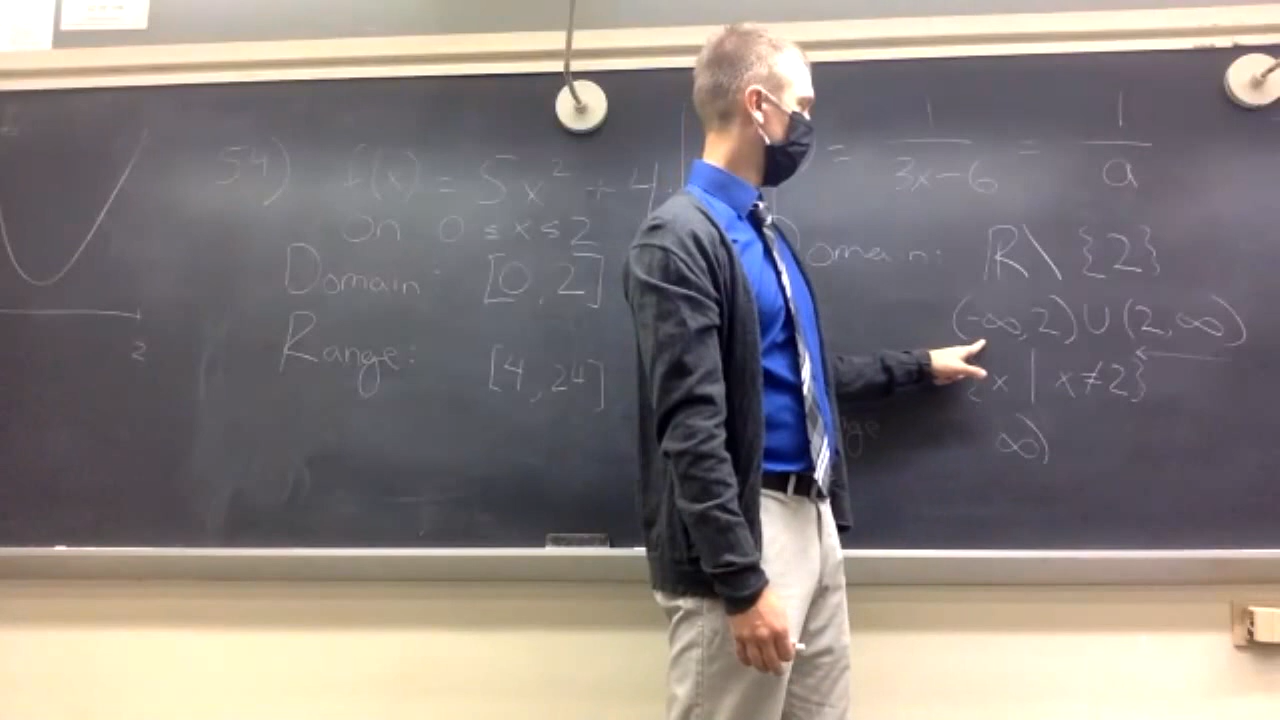 2
54) f(x) = 5x² + 4
on 0 ≤ x ≤ 2
Domain: [0, 2]
Range: [4, 24]
= 1/(3x-6) = 1/a
Domain: ℝ\{2}
(-∞,2)∪(2,∞)
{x | x≠2}
∞)